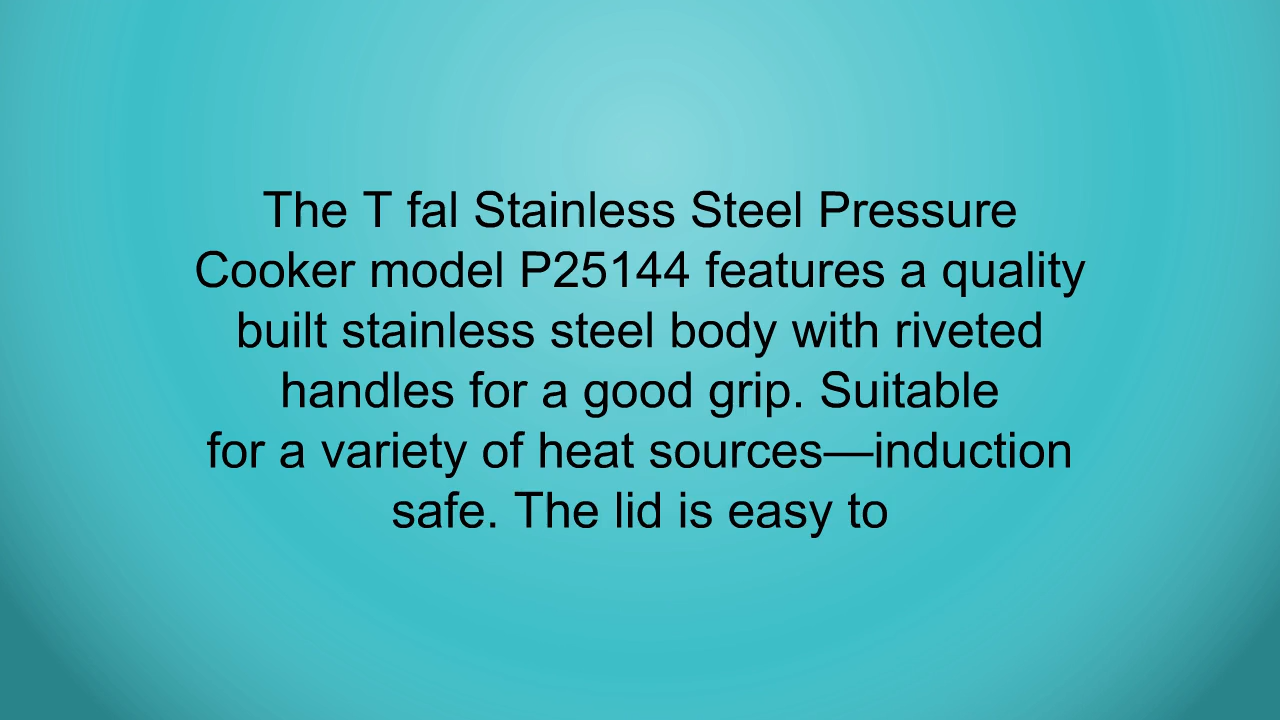 The T fal Stainless Steel Pressure
Cooker model P25144 features a quality
built stainless steel body with riveted
handles for a good grip. Suitable
for a variety of heat sources—induction
safe. The lid is easy to